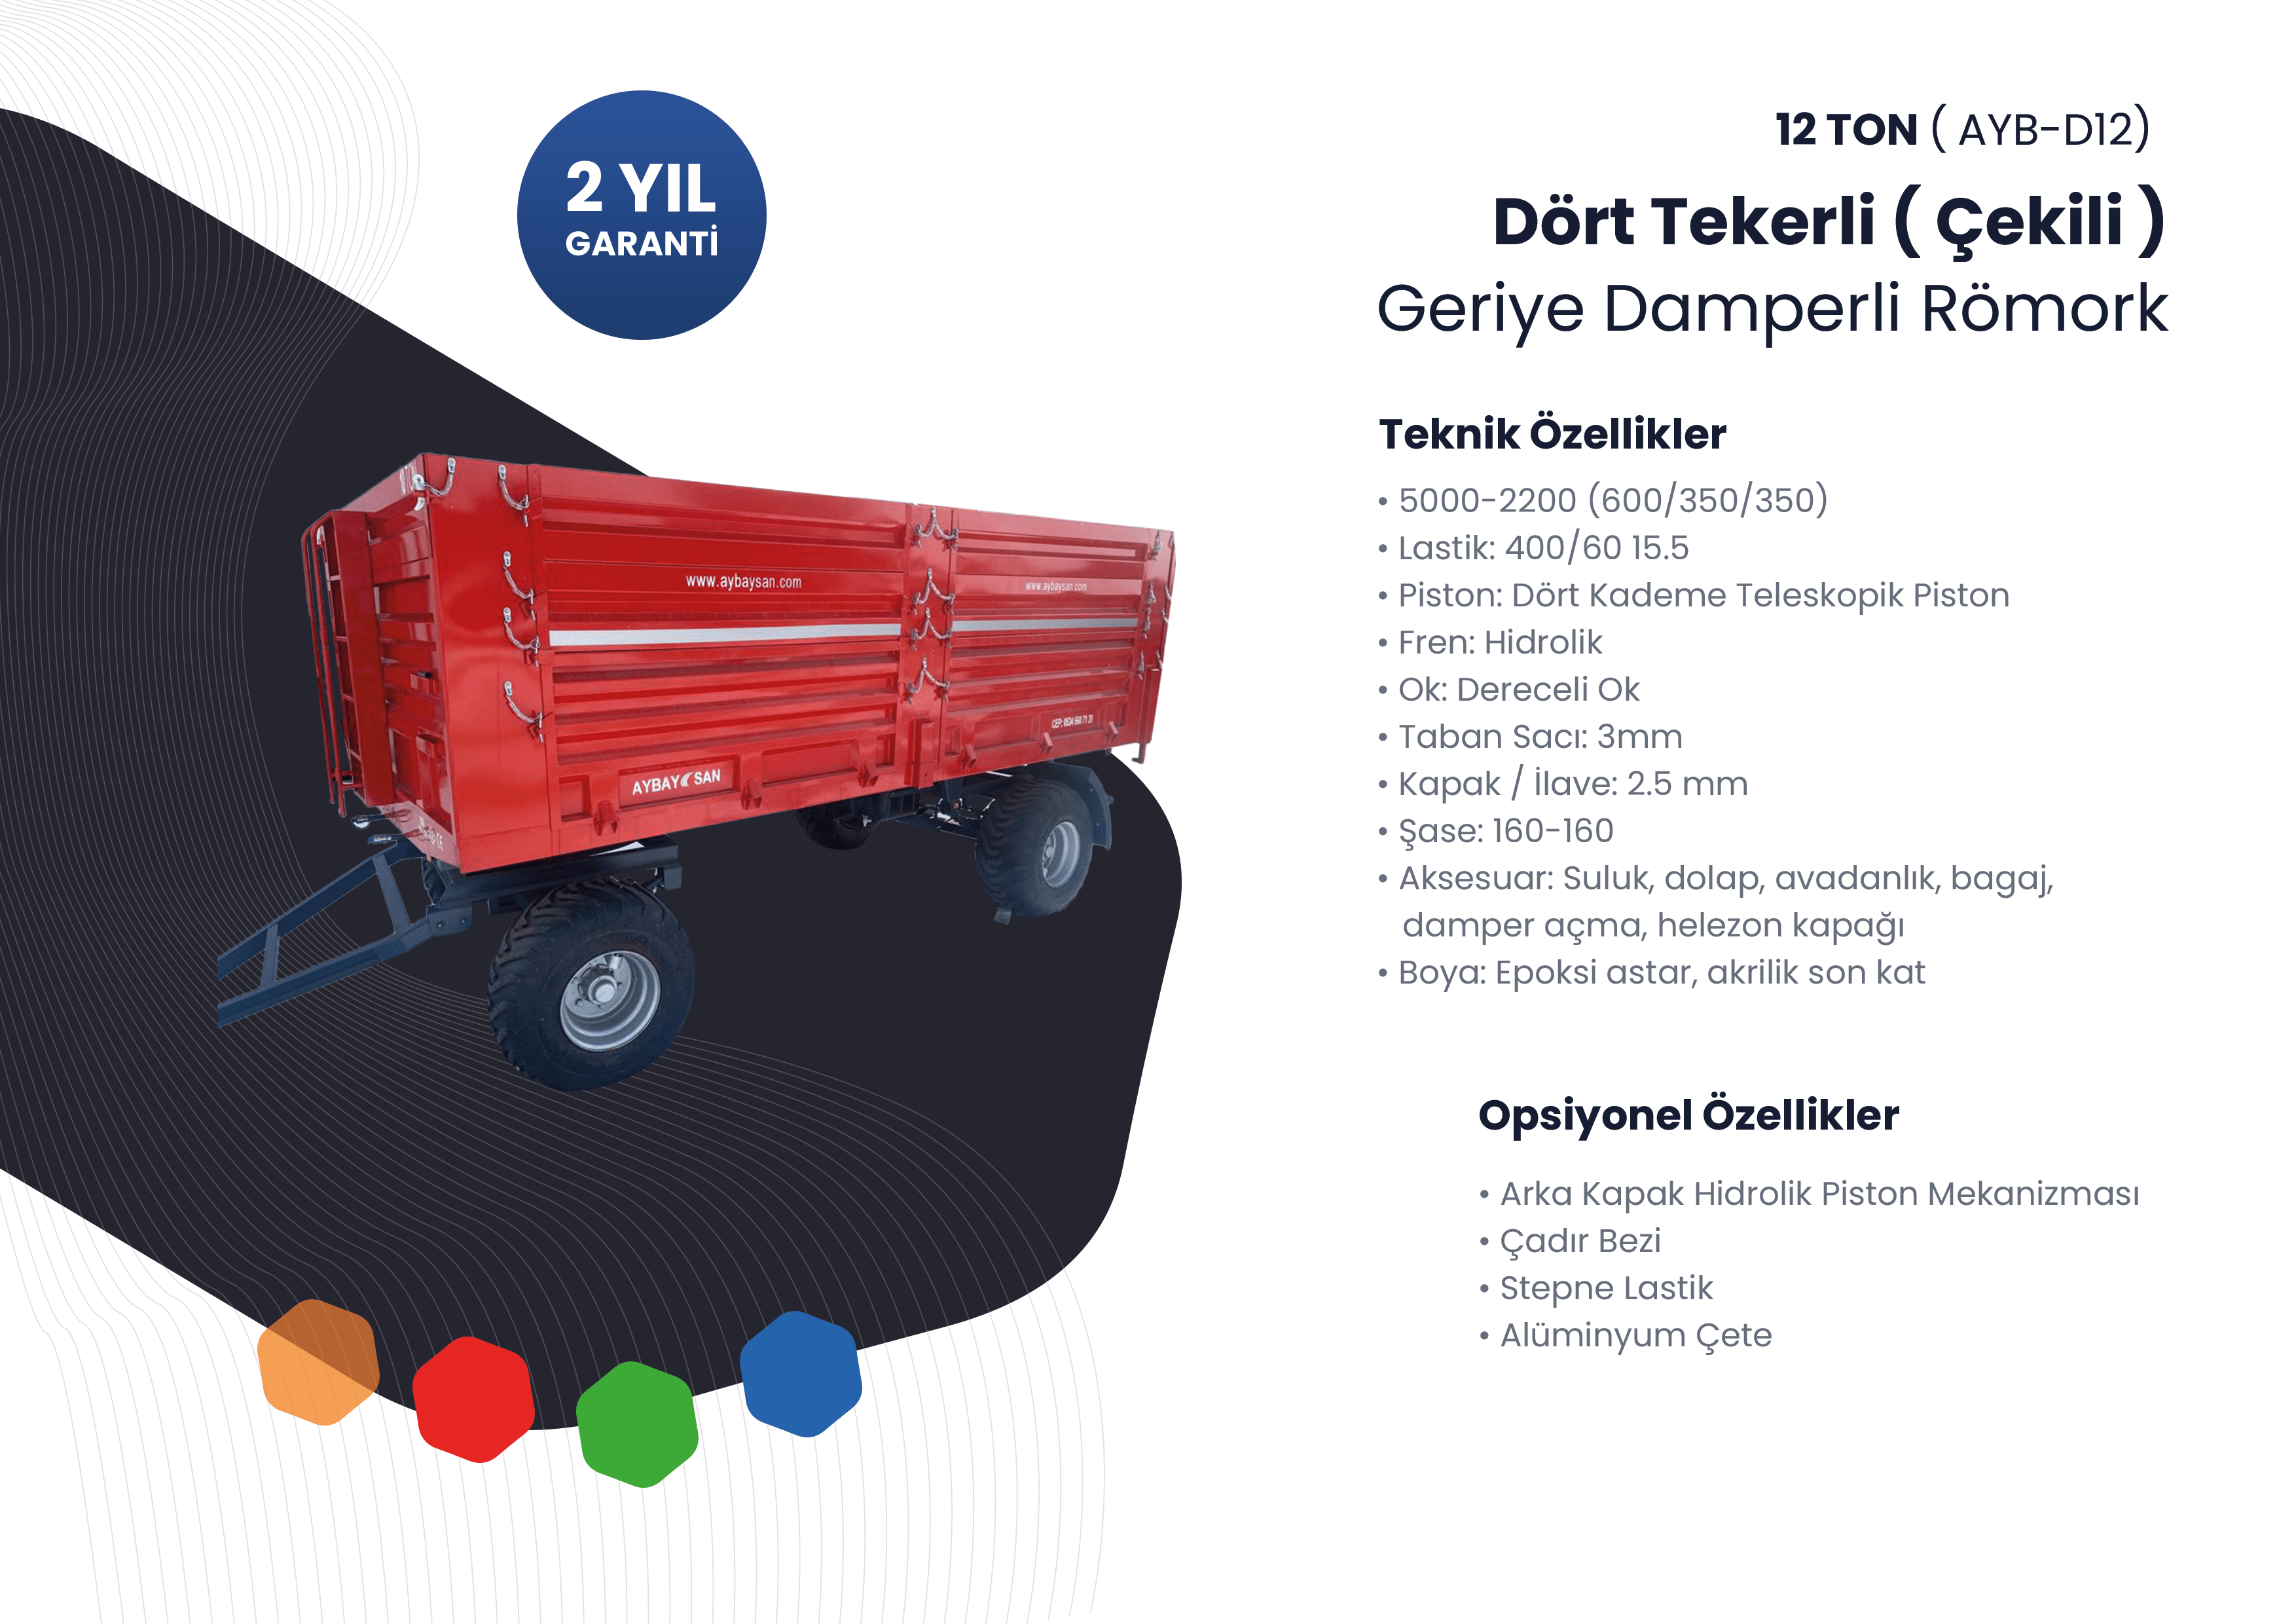 2 YIL
GARANTİ
12 TON ( AYB-D12)
Dört Tekerli ( Çekili )
Geriye Damperli Römork
Teknik Özellikler
• 5000-2200 (600/350/350)
• Lastik: 400/60 15.5
• Piston: Dört Kademe Teleskopik Piston
• Fren: Hidrolik
• Ok: Dereceli Ok
• Taban Sacı: 3mm
• Kapak / İlave: 2.5 mm
• Şase: 160-160
• Aksesuar: Suluk, dolap, avadanlık, bagaj,
damper açma, helezon kapağı
• Boya: Epoksi astar, akrilik son kat
Opsiyonel Özellikler
• Arka Kapak Hidrolik Piston Mekanizması
• Çadır Bezi
• Stepne Lastik
• Alüminyum Çete
www.aybaysan.com
www.aybaysan.com
AYBAY SAN
CEP: